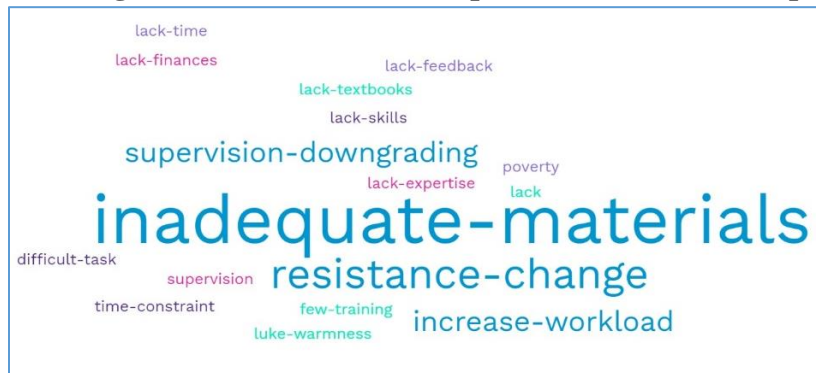 lack-time
lack-finances
lack-feedback
lack-textbooks
lack-skills
supervision-downgrading
poverty
lack-expertise
lack
inadequate-materials
difficult-task
supervision
resistance-change
time-constraint
few-training
increase-workload
luke-warmness